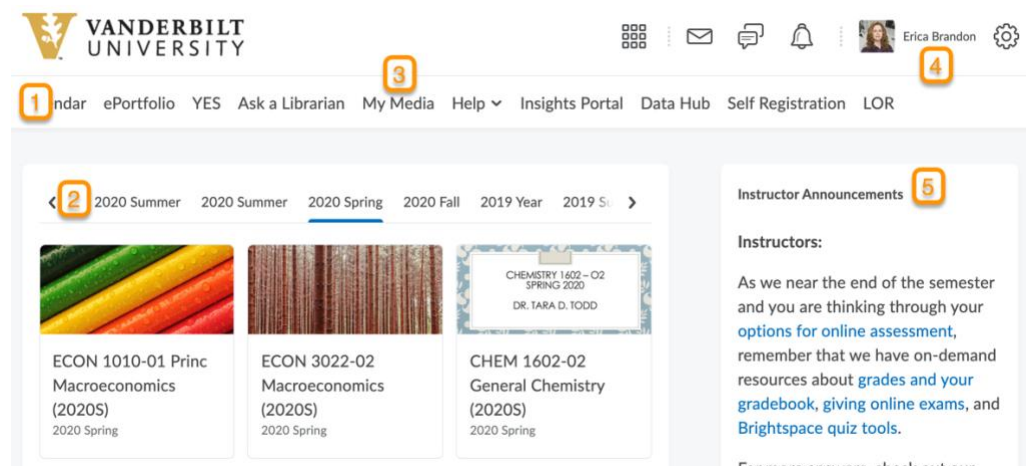 VANDERBILT
UNIVERSITY
Erica Brandon
4
3
1
ndar ePortfolio YES Ask a Librarian My Media Help Insights Portal Data Hub Self Registration LOR
2
2020 Summer 2020 Summer 2020 Spring 2020 Fall 2019 Year 2019
CHEMISTRY 1602 – O2
SPRING 2020
DR. TARA D. TODD
ECON 1010-01 Princ
Macroeconomics
(2020S)
2020 Spring
ECON 3022-02
Macroeconomics
(2020S)
2020 Spring
CHEM 1602-02
General Chemistry
(2020S)
2020 Spring
Instructor Announcements 5
Instructors:
As we near the end of the semester
and you are thinking through your
options for online assessment,
remember that we have on-demand
resources about grades and your
gradebook, giving online exams, and
Brightspace quiz tools.